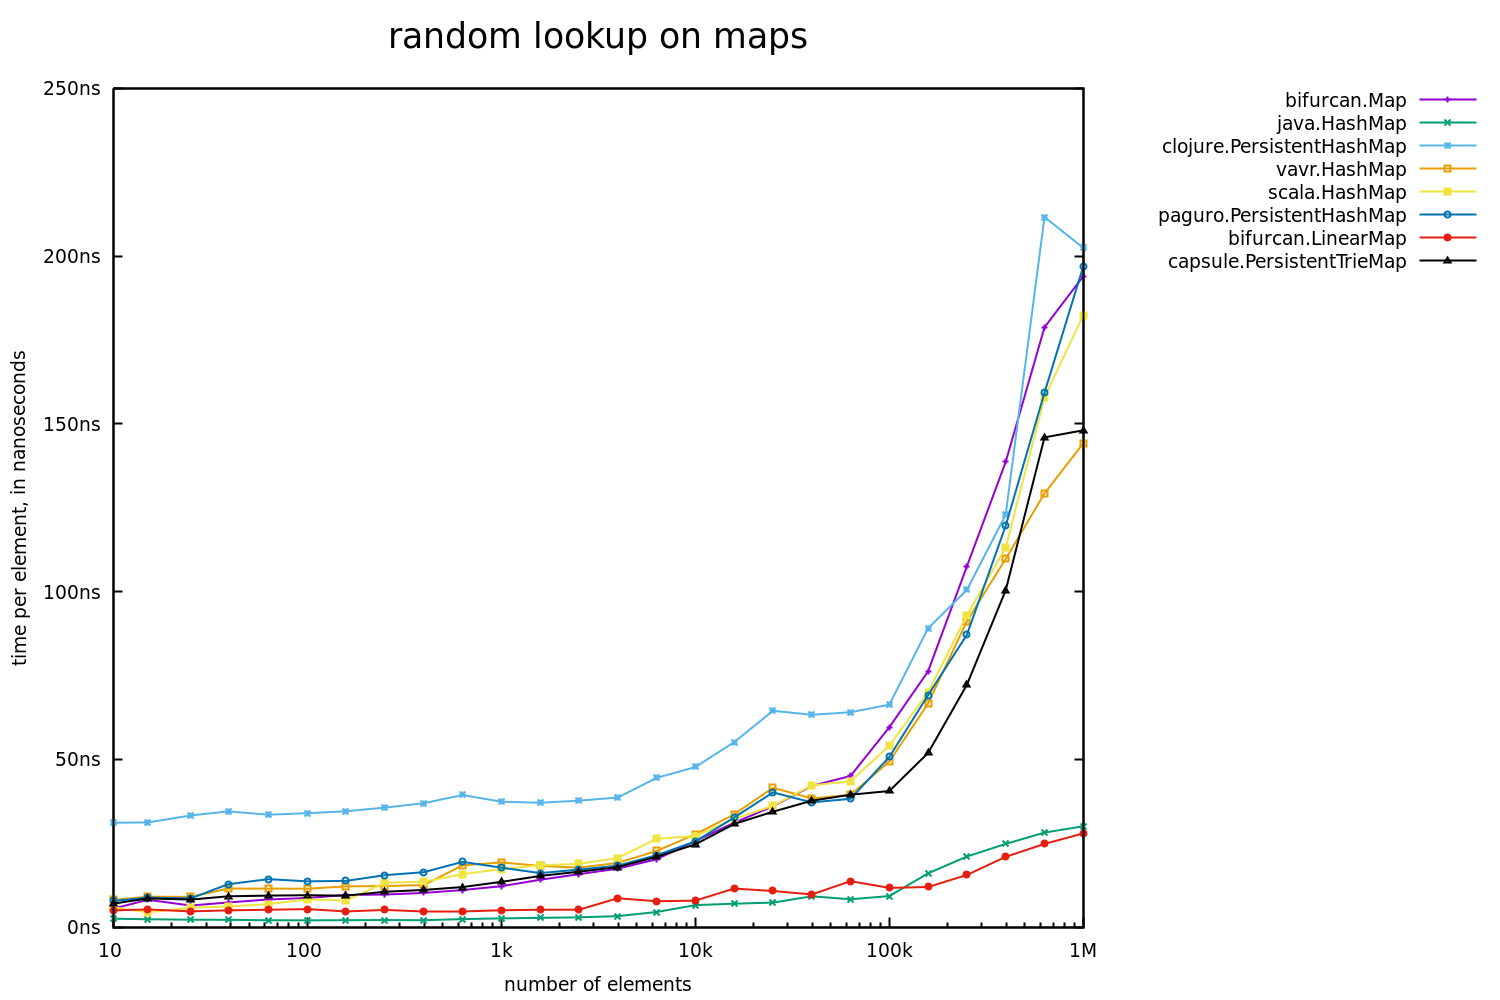 random lookup on maps
250ns
200ns
150ns
100ns
50ns
0ns
time per element, in nanoseconds
10
100
1k
10k
100k
1M
number of elements
bifurcan.Map
java.HashMap
clojure.PersistentHashMap
vavr.HashMap
scala.HashMap
paguro.PersistentHashMap
bifurcan.LinearMap
capsule.PersistentTrieMap